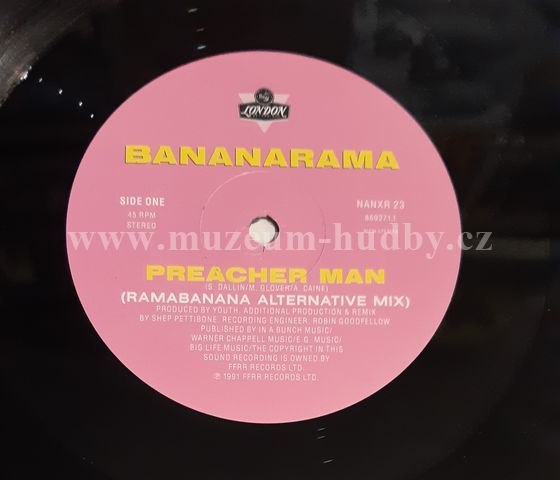 LONDON
BANANARAMA
SIDE ONE
45 RPM
STEREO
NANXR 23
869271.1
www.muzeum-hudby.cz
PREACHER MAN
(S. DALLIN/M. GLOVER/A. CAINE)
(RAMABANANA ALTERNATIVE MIX)
PRODUCED BY YOUTH. ADDITIONAL PRODUCTION & REMIX
BY SHEP PETTIBONE. RECORDING ENGINEER: ROBIN GOODFELLOW
PUBLISHED BY IN A BUNCH MUSIC/
WARNER CHAPPELL MUSIC/E.G. MUSIC/
BIG LIFE MUSIC/THE COPYRIGHT IN THIS
SOUND RECORDING IS OWNED BY
FFRR RECORDS LTD.
℗ 1991 FFRR RECORDS LTD.